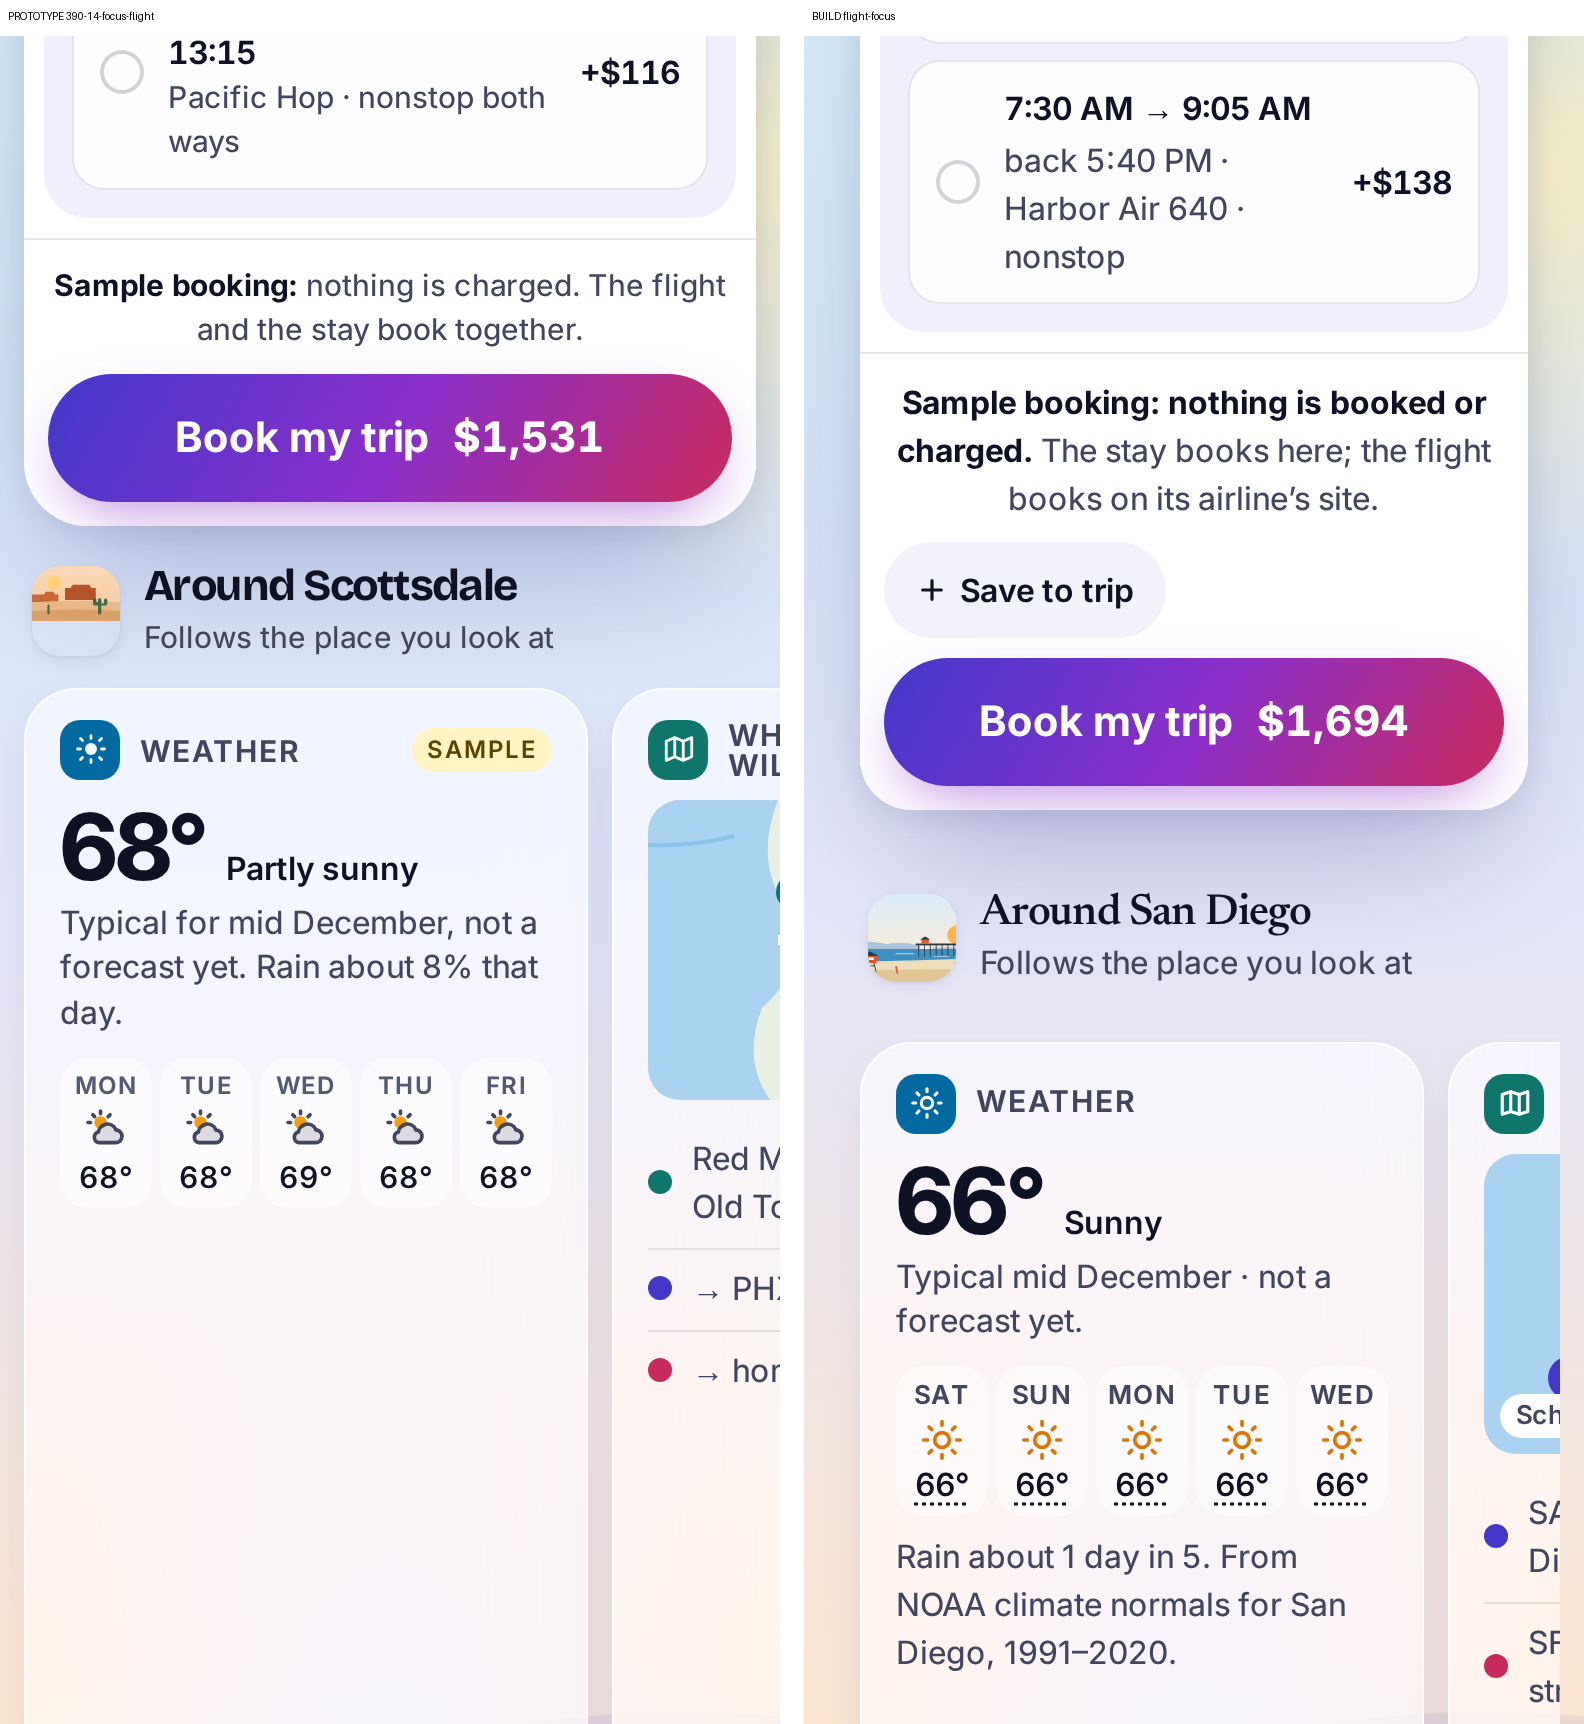 PROTOTYPE 390-14-focus-flight
13:15
Pacific Hop · nonstop both
ways
+$116
Sample booking: nothing is charged. The flight
and the stay book together.
Book my trip $1,531
Around Scottsdale
Follows the place you look at
WEATHER
SAMPLE
68°
Partly sunny
Typical for mid December, not a
forecast yet. Rain about 8% that
day.
MON TUE WED THU FRI
68° 68° 69° 68° 68°
Red
Old
→
→
BUILD flight-focus
7:30 AM → 9:05 AM
back 5:40 PM ·
Harbor Air 640 ·
nonstop
+$138
Sample booking: nothing is booked or
charged. The stay books here; the flight
books on its airline’s site.
+ Save to trip
Book my trip $1,694
Around San Diego
Follows the place you look at
WEATHER
66°
Sunny
Typical mid December · not a
forecast yet.
SAT SUN MON TUE WED
66° 66° 66° 66° 66°
Rain about 1 day in 5. From
NOAA climate normals for San
Diego, 1991–2020.